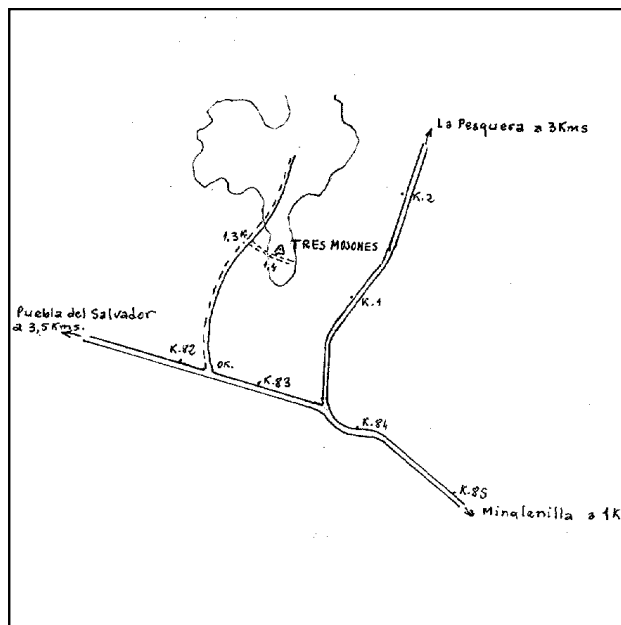 La Pesquera a 3Kms
K.2
1,3K
TRES MOJONES
1,4
K.1
Puebla del Salvador
a 3,5Kms.
K.82
0K.
K.83
K.84
K.85
Minglanilla a 1K